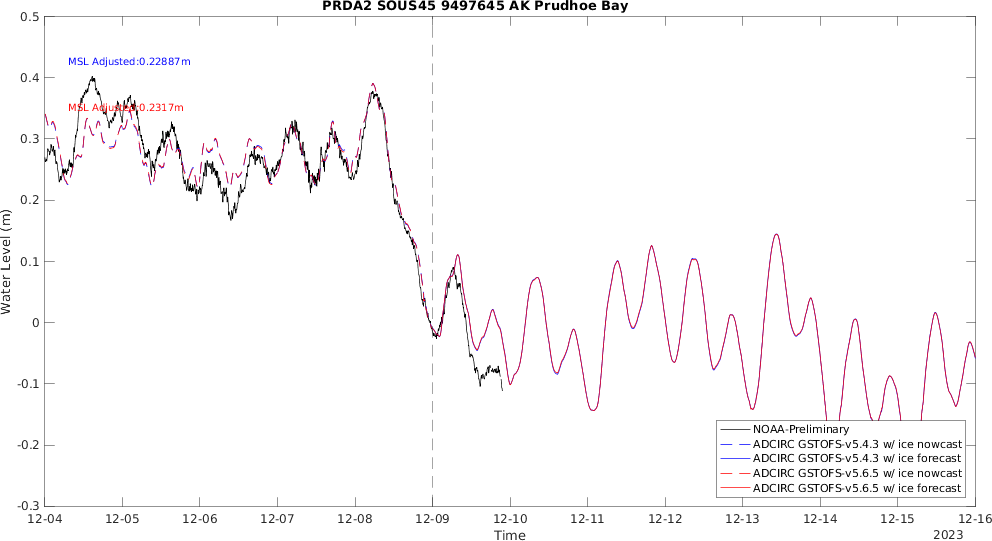 PRDA2 SOUS45 9497645 AK Prudhoe Bay
0.5
0.4
0.3
0.2
0.1
0
-0.1
-0.2
-0.3
Water Level (m)
MSL Adjusted:0.22887m
MSL Adjusted:0.2317m
NOAA-Preliminary
ADCIRC GSTOFS-v5.4.3 w/ ice nowcast
ADCIRC GSTOFS-v5.4.3 w/ ice forecast
ADCIRC GSTOFS-v5.6.5 w/ ice nowcast
ADCIRC GSTOFS-v5.6.5 w/ ice forecast
12-04 12-05 12-06 12-07 12-08 12-09 12-10 12-11 12-12 12-13 12-14 12-15 12-16
Time
2023